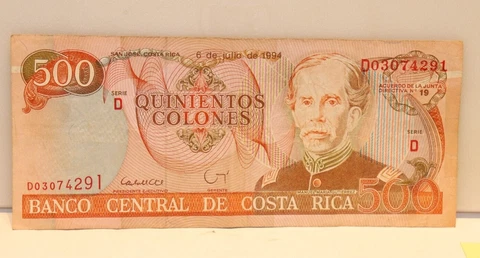 500
SAN JOSÉ, COSTA RICA
6 de julio de 1994
D03074291
ACUERDO DE LA JUNTA
DIRECTIVA Nº 19
SERIE
D
QUINIENTOS
COLONES
SERIE
D
D03074291
PRESIDENTE EJECUTIVO
GERENTE
500
BANCO CENTRAL DE COSTA RICA